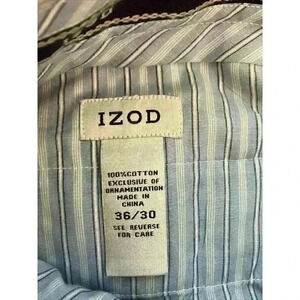 IZOD
100%COTTON
EXCLUSIVE OF
ORNAMENTATION
MADE IN
CHINA
36/30
SEE REVERSE
FOR CARE